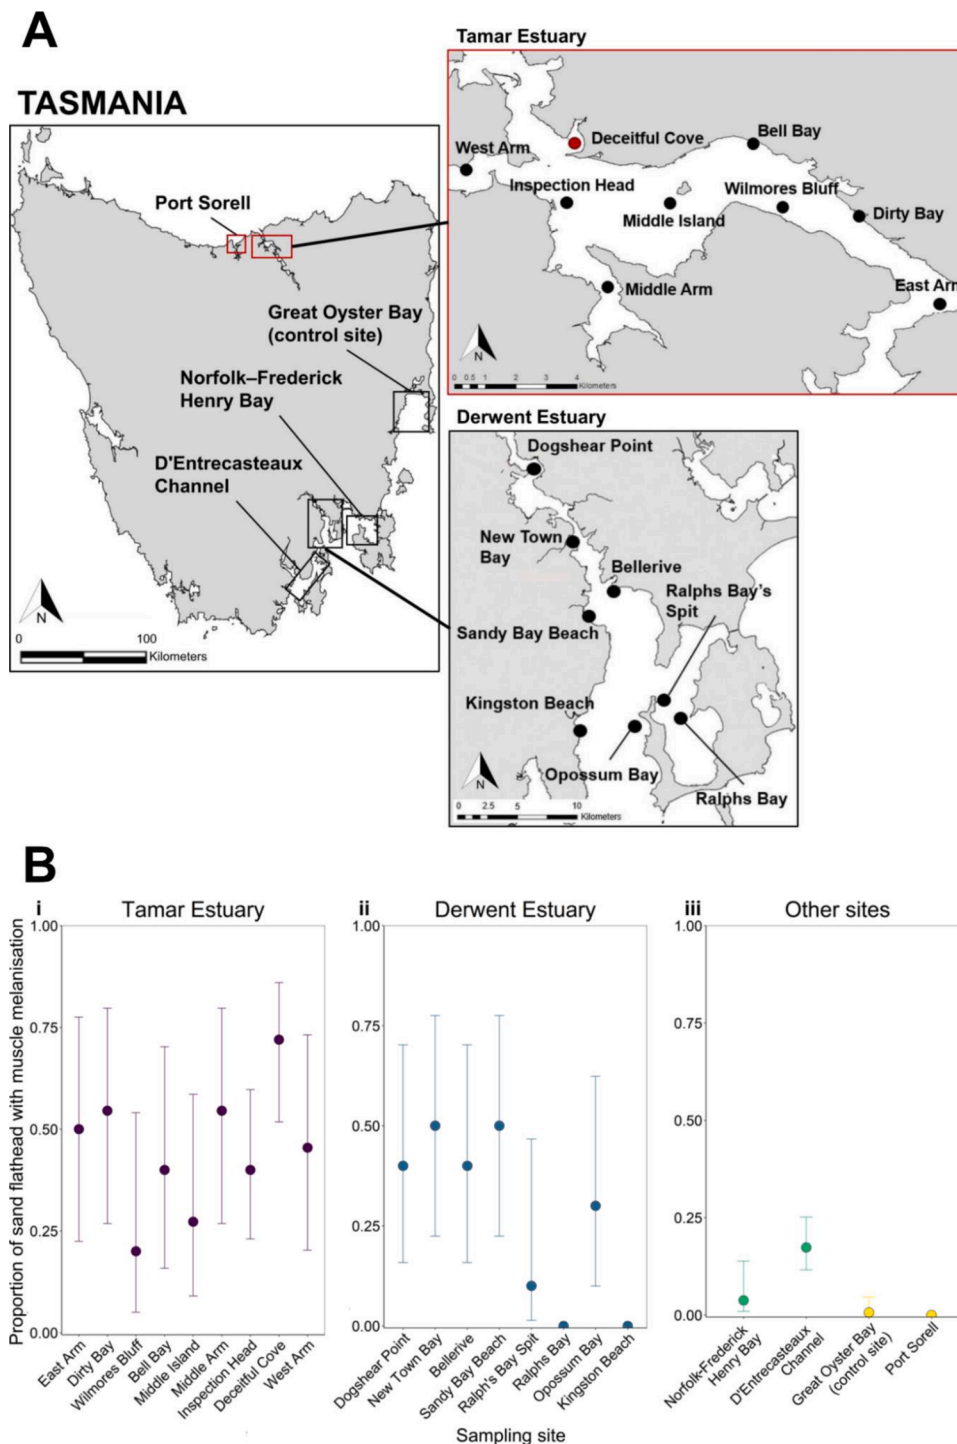 A
TASMANIA
Port Sorell
Great Oyster Bay
(control site)
Norfolk–Frederick
Henry Bay
D'Entrecasteaux
Channel
N
0 100
Kilometers
Tamar Estuary
Deceitful Cove
Bell Bay
West Arm
Inspection Head
Wilmores Bluff
Middle Island
Dirty Bay
Middle Arm
East Arm
N
0 0.5 1 2 3 4
Kilometers
Derwent Estuary
Dogshear Point
New Town
Bay
Bellerive
Ralphs Bay's
Spit
Sandy Bay Beach
Kingston Beach
Opossum Bay
Ralphs Bay
N
0 2.5 5 10
Kilometers
B
i Tamar Estuary
ii Derwent Estuary
iii Other sites
Proportion of sand flathead with muscle melanisation
1.00
0.75
0.50
0.25
0.00
East Arm
Dirty Bay
Wilmores Bluff
Bell Bay
Middle Island
Middle Arm
Inspection Head
Deceitful Cove
West Arm
1.00
0.75
0.50
0.25
0.00
Dogshear Point
New Town Bay
Bellerive
Sandy Bay Beach
Ralph's Bay Spit
Ralphs Bay
Opossum Bay
Kingston Beach
1.00
0.75
0.50
0.25
0.00
Norfolk-Frederick
Henry Bay
D'Entrecasteaux
Channel
Great Oyster Bay
(control site)
Port Sorell
Sampling site